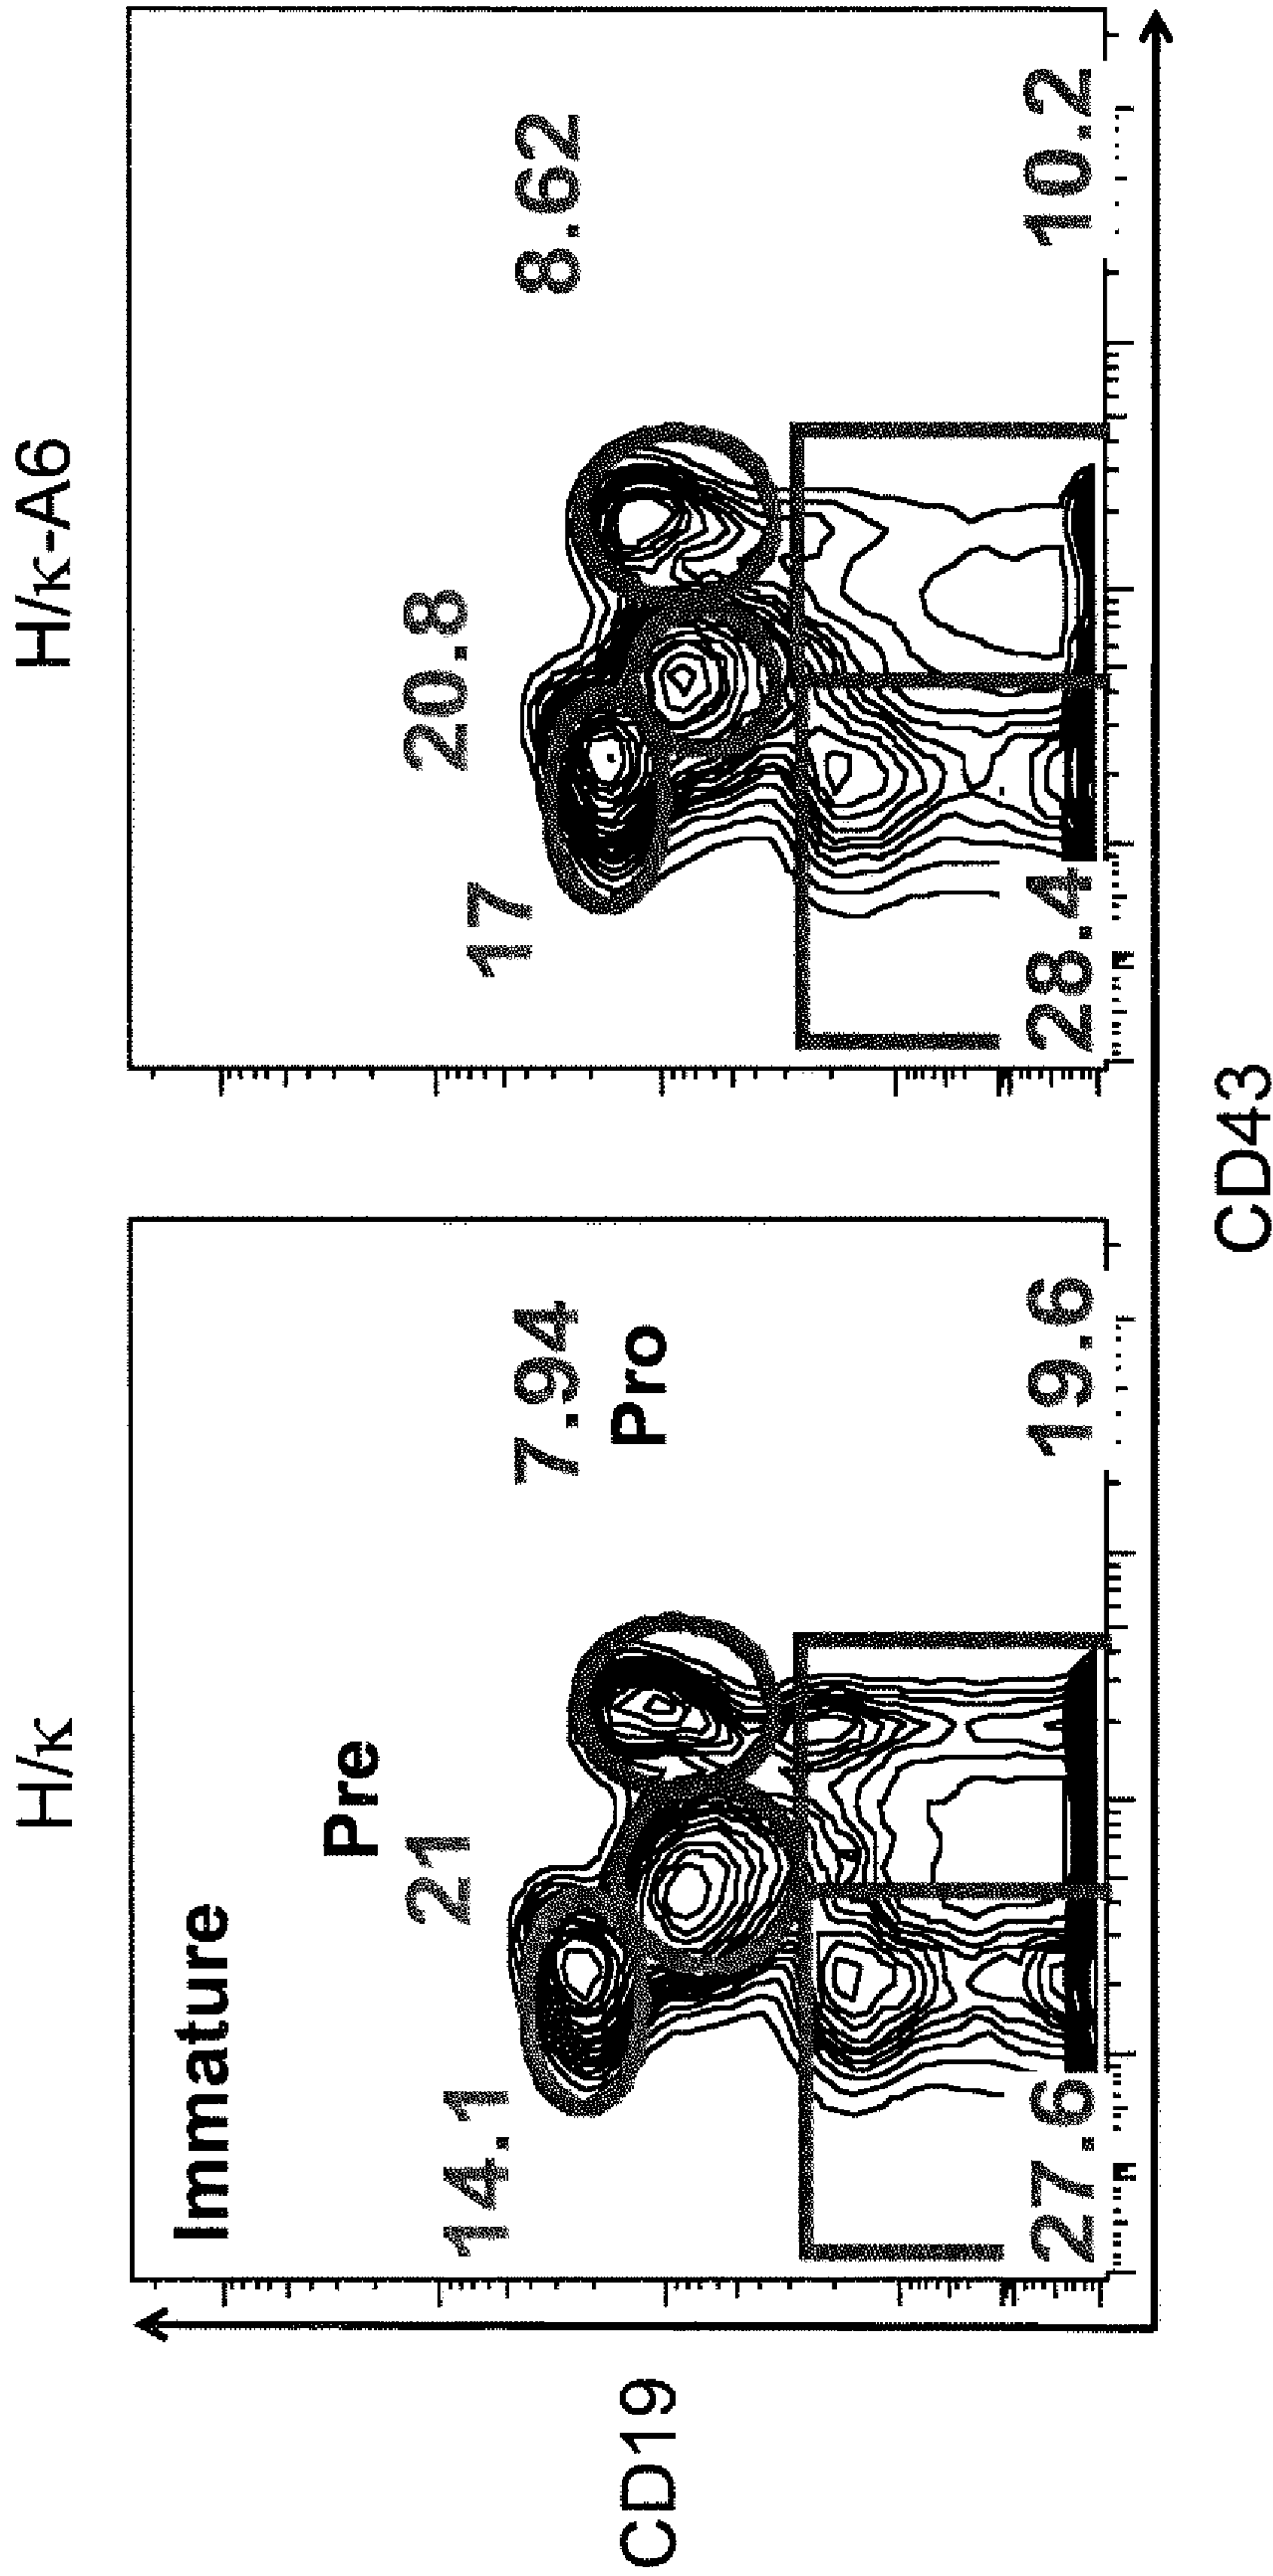 H/κ
H/κ-A6
Immature
Pre
14.1
21
7.94
Pro
27.6
19.6
17
20.8
8.62
28.4
10.2
CD19
CD43